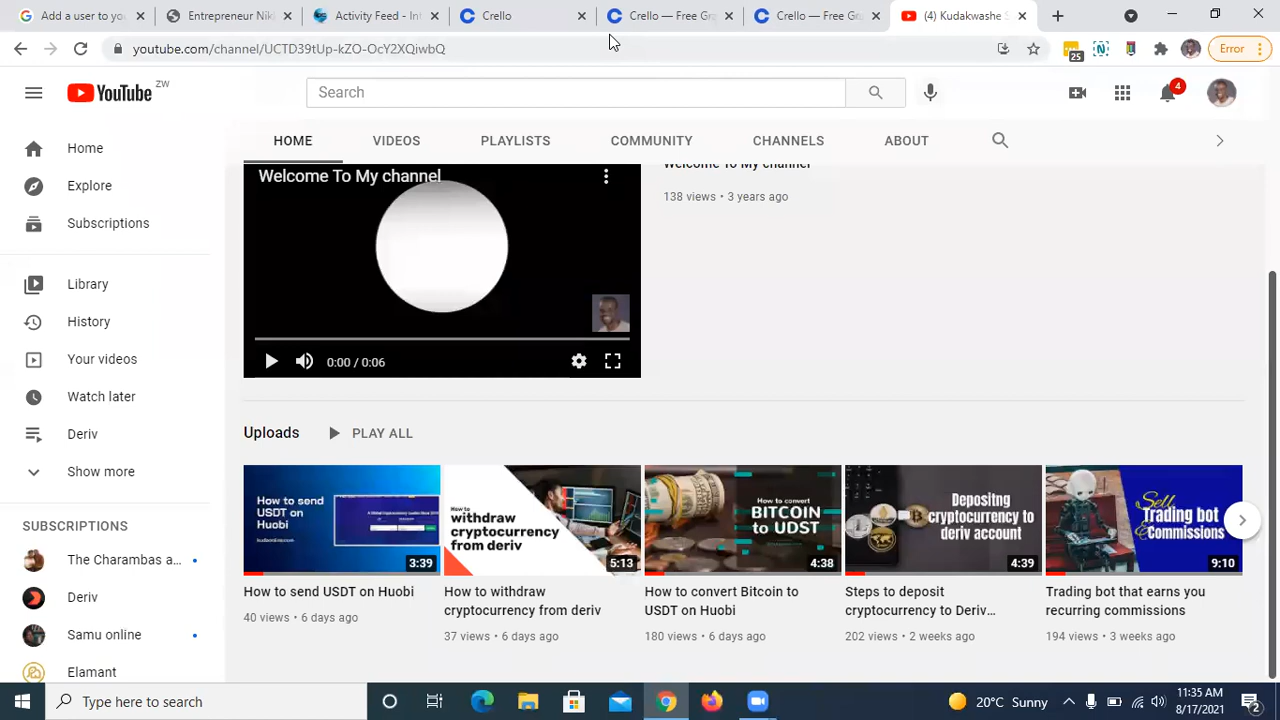 Add a user to you
Entrepreneur Niki
Activity Feed - Inf
Crello
Crello — Free Gra
Crello — Free Gra
(4) Kudakwashe S
youtube.com/channel/UCTD39tUp-kZO-OcY2XQiwbQ
25
Error
YouTube ZW
Search
4
HOME VIDEOS PLAYLISTS COMMUNITY CHANNELS ABOUT
Home
Explore
Subscriptions
Library
History
Your videos
Watch later
Deriv
Show more
SUBSCRIPTIONS
The Charambas a...
Deriv
Samu online
Elamant
Welcome To My channel
0:00 / 0:06
Welcome To My channel
138 views • 3 years ago
Uploads PLAY ALL
How to send
USDT on
Huobi
3:39
How to send USDT on Huobi
40 views • 6 days ago
How to
withdraw
cryptocurrency
from deriv
5:13
How to withdraw
cryptocurrency from deriv
37 views • 6 days ago
How to convert
BITCOIN
to UDST
4:38
How to convert Bitcoin to
USDT on Huobi
180 views • 6 days ago
Depositng
cryptocurrency to
deriv account
4:39
Steps to deposit
cryptocurrency to Deriv...
202 views • 2 weeks ago
Self
Trading bot
& Commissions
9:10
Trading bot that earns you
recurring commissions
194 views • 3 weeks ago
Type here to search
20°C Sunny
11:35 AM
8/17/2021
2